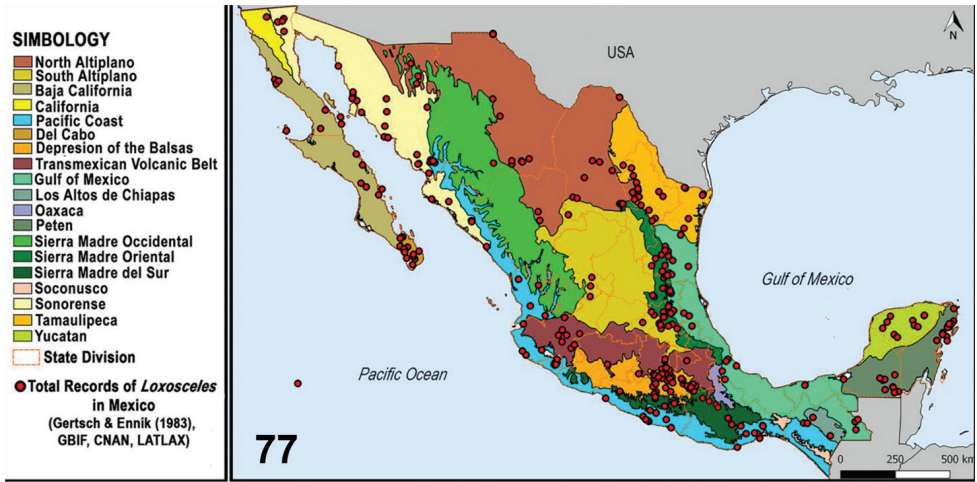 SIMBOLOGY
North Altiplano
South Altiplano
Baja California
California
Pacific Coast
Del Cabo
Depresion of the Balsas
Transmexican Volcanic Belt
Gulf of Mexico
Los Altos de Chiapas
Oaxaca
Peten
Sierra Madre Occidental
Sierra Madre Oriental
Sierra Madre del Sur
Soconusco
Sonorense
Tamaulipeca
Yucatan
State Division
Total Records of Loxosceles
in Mexico
(Gertsch & Ennik (1983),
GBIF, CNAN, LATLAX)
N
USA
Gulf of Mexico
Pacific Ocean
77
0 250 500 km